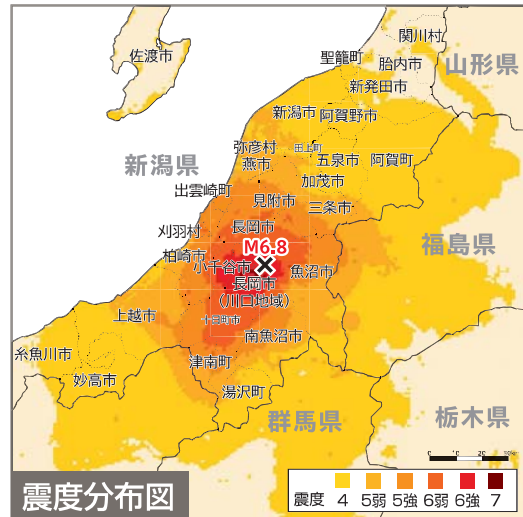 関川村
佐渡市
聖籠町
胎内市
山形県
新発田市
新潟市
阿賀野市
弥彦村
田上町
燕市
五泉市
阿賀町
新潟県
加茂市
出雲崎町
見附市
三条市
刈羽村
長岡市
福島県
M6.8
柏崎市
小千谷市
魚沼市
長岡市
(川口地域)
上越市
十日町市
南魚沼市
糸魚川市
津南町
妙高市
湯沢町
群馬県
栃木県
震度分布図
震度 4 5弱 5強 6弱 6強 7